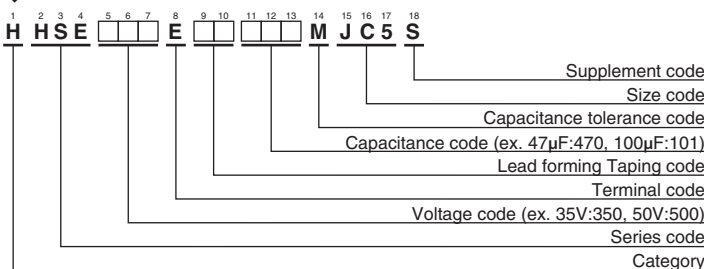 1 2 3 4 5 6 7 8 9 10 11 12 13 14 15 16 17 18
H HSE E M JC5 S
Supplement code
Size code
Capacitance tolerance code
Capacitance code (ex. 47µF:470, 100µF:101)
Lead forming Taping code
Terminal code
Voltage code (ex. 35V:350, 50V:500)
Series code
Category